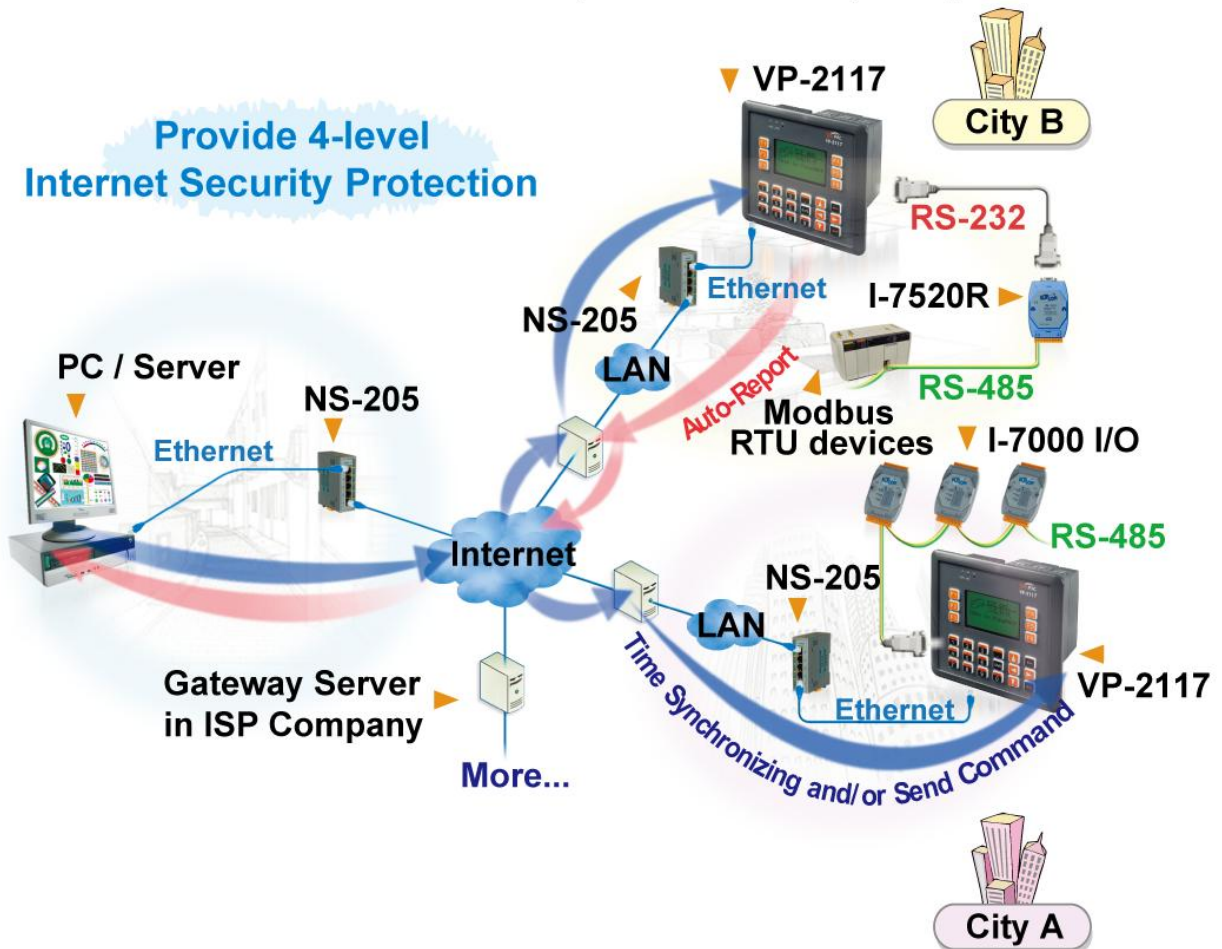 City B
VP-2117
Provide 4-level
Internet Security Protection
RS-232
Ethernet
I-7520R
NS-205
LAN
PC / Server
RS-485
NS-205
Auto-Report
Modbus
RTU devices
I-7000 I/O
Ethernet
RS-485
Internet
NS-205
LAN
Gateway Server
in ISP Company
VP-2117
Ethernet
Time Synchronizing and/or Send Command
More...
City A